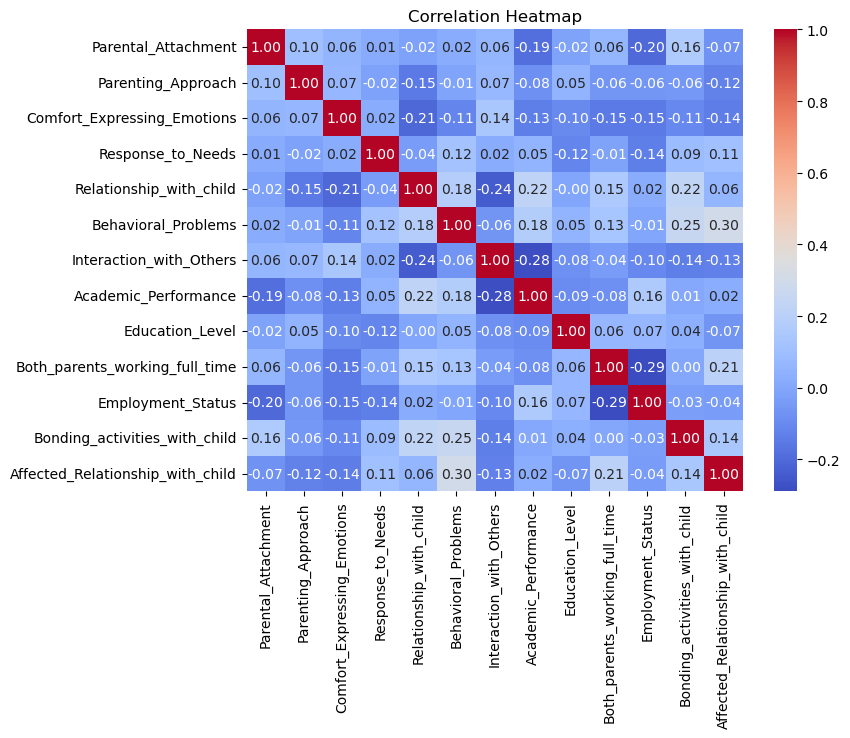 Correlation Heatmap
Parental_Attachment 1.00 0.10 0.06 0.01 -0.02 0.02 0.06 -0.19 -0.02 0.06 -0.20 0.16 -0.07
Parenting_Approach 0.10 1.00 0.07 -0.02 -0.15 -0.01 0.07 -0.08 0.05 -0.06 -0.06 -0.06 -0.12
Comfort_Expressing_Emotions 0.06 0.07 1.00 0.02 -0.21 -0.11 0.14 -0.13 -0.10 -0.15 -0.15 -0.11 -0.14
Response_to_Needs 0.01 -0.02 0.02 1.00 -0.04 0.12 0.02 0.05 -0.12 -0.01 -0.14 0.09 0.11
Relationship_with_child -0.02 -0.15 -0.21 -0.04 1.00 0.18 -0.24 0.22 -0.00 0.15 0.02 0.22 0.06
Behavioral_Problems 0.02 -0.01 -0.11 0.12 0.18 1.00 -0.06 0.18 0.05 0.13 -0.01 0.25 0.30
Interaction_with_Others 0.06 0.07 0.14 0.02 -0.24 -0.06 1.00 -0.28 -0.08 -0.04 -0.10 -0.14 -0.13
Academic_Performance -0.19 -0.08 -0.13 0.05 0.22 0.18 -0.28 1.00 -0.09 -0.08 0.16 0.01 0.02
Education_Level -0.02 0.05 -0.10 -0.12 -0.00 0.05 -0.08 -0.09 1.00 0.06 0.07 0.04 -0.07
Both_parents_working_full_time 0.06 -0.06 -0.15 -0.01 0.15 0.13 -0.04 -0.08 0.06 1.00 -0.29 0.00 0.21
Employment_Status -0.20 -0.06 -0.15 -0.14 0.02 -0.01 -0.10 0.16 0.07 -0.29 1.00 -0.03 -0.04
Bonding_activities_with_child 0.16 -0.06 -0.11 0.09 0.22 0.25 -0.14 0.01 0.04 0.00 -0.03 1.00 0.14
Affected_Relationship_with_child -0.07 -0.12 -0.14 0.11 0.06 0.30 -0.13 0.02 -0.07 0.21 -0.04 0.14 1.00
Parental_Attachment
Parenting_Approach
Comfort_Expressing_Emotions
Response_to_Needs
Relationship_with_child
Behavioral_Problems
Interaction_with_Others
Academic_Performance
Education_Level
Both_parents_working_full_time
Employment_Status
Bonding_activities_with_child
Affected_Relationship_with_child
1.0
0.8
0.6
0.4
0.2
0.0
−0.2